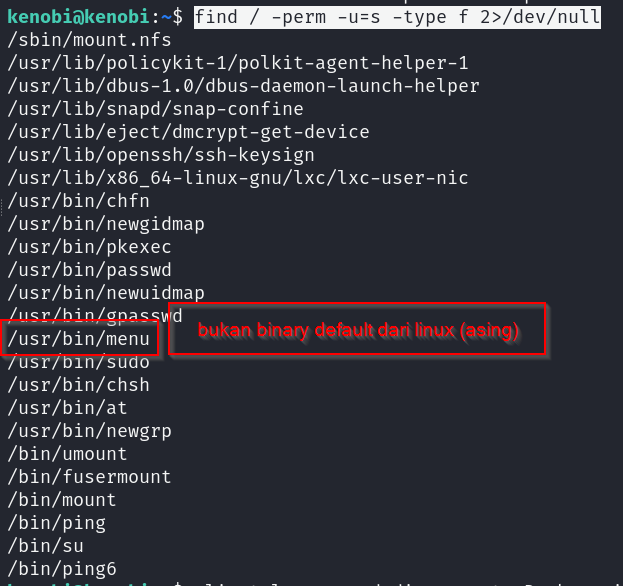 kenobi@kenobi:~$ find / -perm -u=s -type f 2>/dev/null
/sbin/mount.nfs
/usr/lib/policykit-1/polkit-agent-helper-1
/usr/lib/dbus-1.0/dbus-daemon-launch-helper
/usr/lib/snapd/snap-confine
/usr/lib/eject/dmcrypt-get-device
/usr/lib/openssh/ssh-keysign
/usr/lib/x86_64-linux-gnu/lxc/lxc-user-nic
/usr/bin/chfn
/usr/bin/newgidmap
/usr/bin/pkexec
/usr/bin/passwd
/usr/bin/newuidmap
/usr/bin/gpasswd
bukan binary default dari linux (asing)
/usr/bin/menu
/usr/bin/sudo
/usr/bin/chsh
/usr/bin/at
/usr/bin/newgrp
/bin/umount
/bin/fusermount
/bin/mount
/bin/ping
/bin/su
/bin/ping6